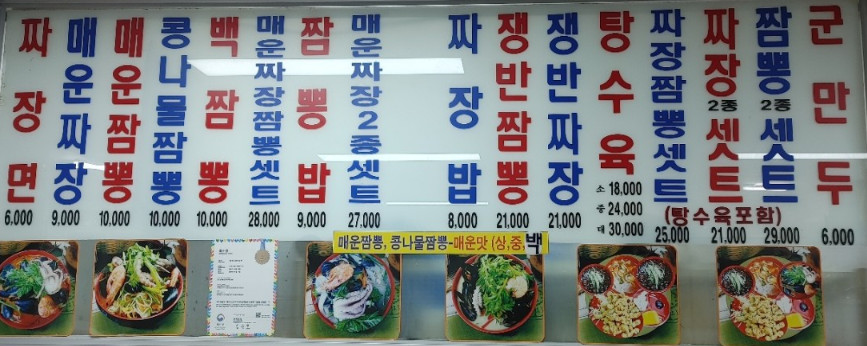 짜장면
6,000
매운짜장
9,000
매운짬뽕
10,000
콩나물짬뽕
10,000
백짬뽕
10,000
매운짜장짬뽕셋트
28,000
짬뽕밥
9,000
매운짜장2종셋트
27,000
짜장밥
8,000
쟁반짬뽕
21,000
쟁반짜장
21,000
탕수육
소 18,000
중 24,000
대 30,000
짜장짬뽕셋트
25,000
짜장2종셋트
21,000
짬뽕2종셋트
29,000
(탕수육포함)
군만두
6,000
매운짬뽕, 콩나물짬뽕-매운맛 (상,중,백